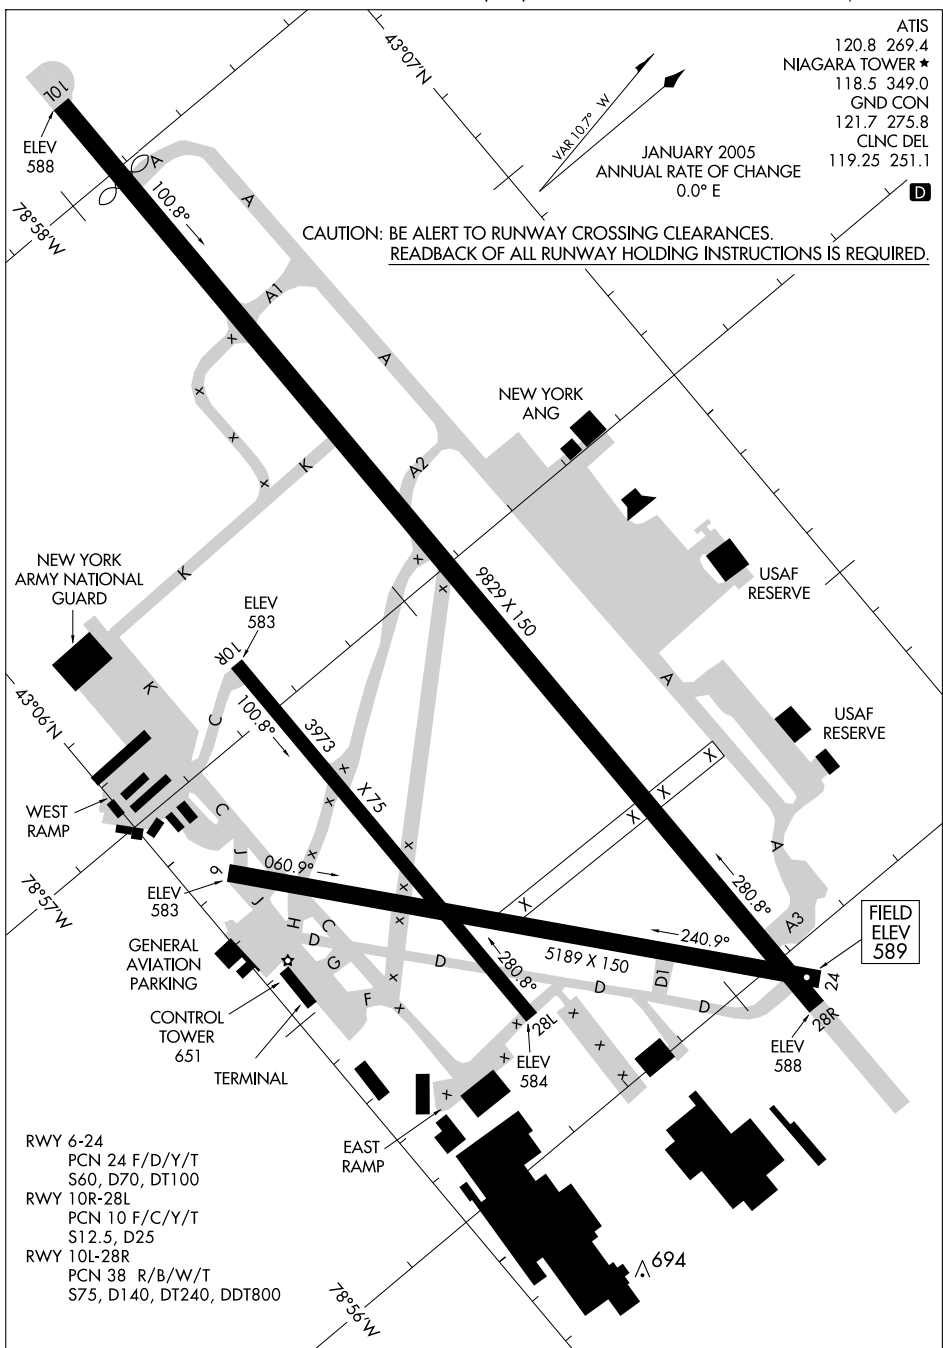 ATIS
120.8 269.4
NIAGARA TOWER ★
118.5 349.0
GND CON
121.7 275.8
CLNC DEL
119.25 251.1
D
43°07'N
VAR 10.7° W
JANUARY 2005
ANNUAL RATE OF CHANGE
0.0° E
CAUTION: BE ALERT TO RUNWAY CROSSING CLEARANCES.
READBACK OF ALL RUNWAY HOLDING INSTRUCTIONS IS REQUIRED.
10L
ELEV
588
A
100.8°
A
78°58'W
A1
A
NEW YORK
ANG
A2
K
K
9829 X 150
USAF
RESERVE
NEW YORK
ARMY NATIONAL
GUARD
ELEV
583
10R
K
C
100.8°
3973 X 75
A
USAF
RESERVE
43°06'N
X
X
X
X
WEST
RAMP
C
J
6
060.9°
A
280.8°
A3
78°57'W
ELEV
583
J
H
C
D
G
F
D
280.8°
240.9°
5189 X 150
D
D1
D
24
FIELD
ELEV
589
GENERAL
AVIATION
PARKING
CONTROL
TOWER
651
TERMINAL
28L
ELEV
584
28R
ELEV
588
EAST
RAMP
RWY 6-24
PCN 24 F/D/Y/T
S60, D70, DT100
RWY 10R-28L
PCN 10 F/C/Y/T
S12.5, D25
RWY 10L-28R
PCN 38 R/B/W/T
S75, D140, DT240, DDT800
694
78°56'W